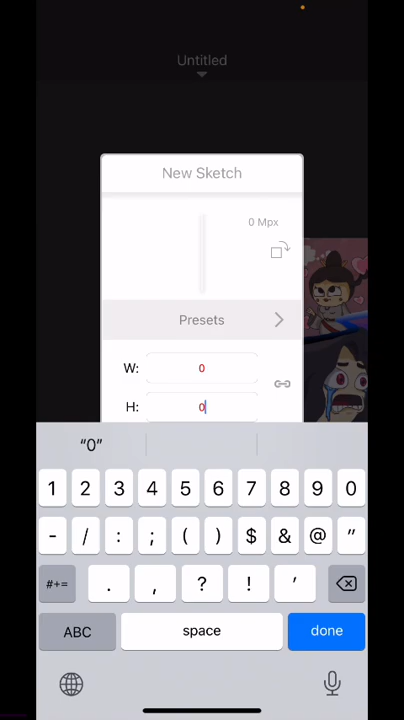 Untitled
New Sketch
0 Mpx
Presets
W: 0
H: 0
“0”
1 2 3 4 5 6 7 8 9 0
- / : ; ( ) $ & @ "
#+= . , ? ! '
ABC space done